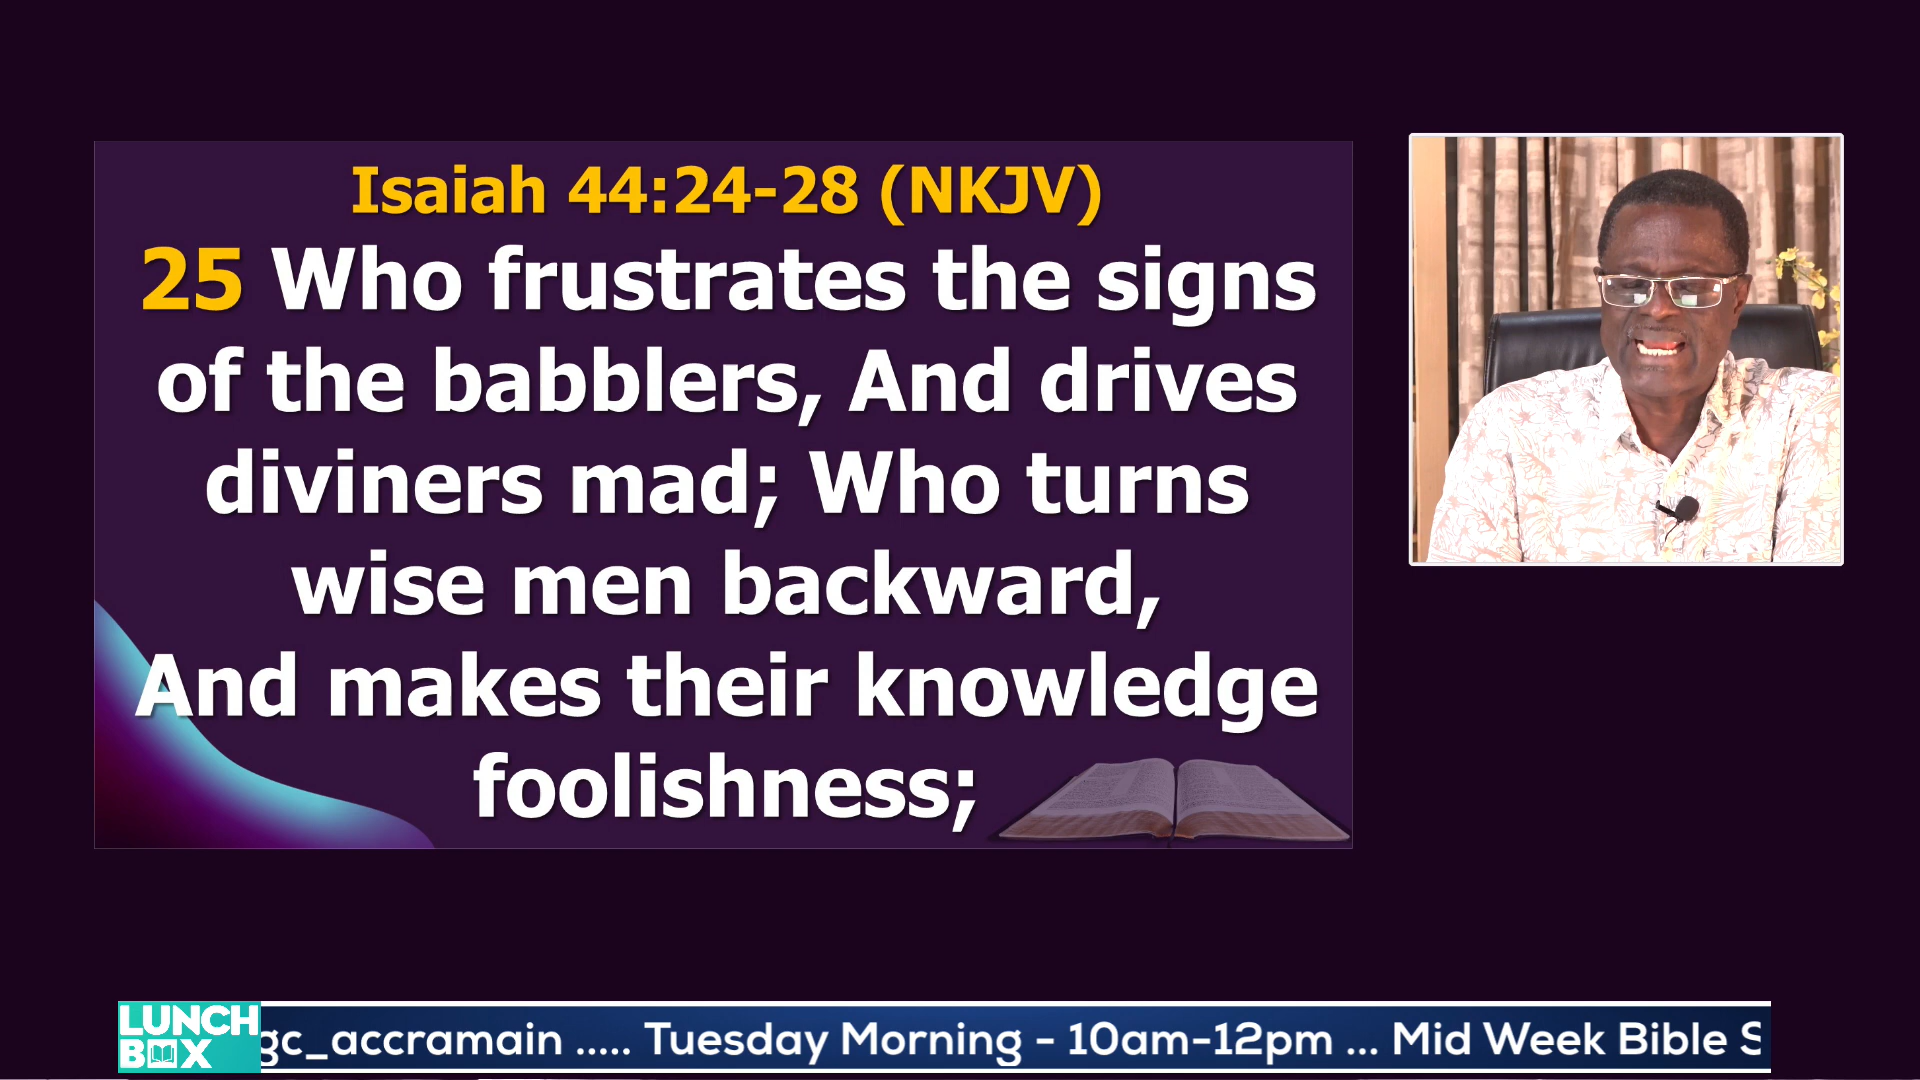 Isaiah 44:24-28 (NKJV)
25 Who frustrates the signs
of the babblers, And drives
diviners mad; Who turns
wise men backward,
And makes their knowledge
foolishness;
LUNCH
BOX
gc_accramain ..... Tuesday Morning - 10am-12pm ... Mid Week Bible S